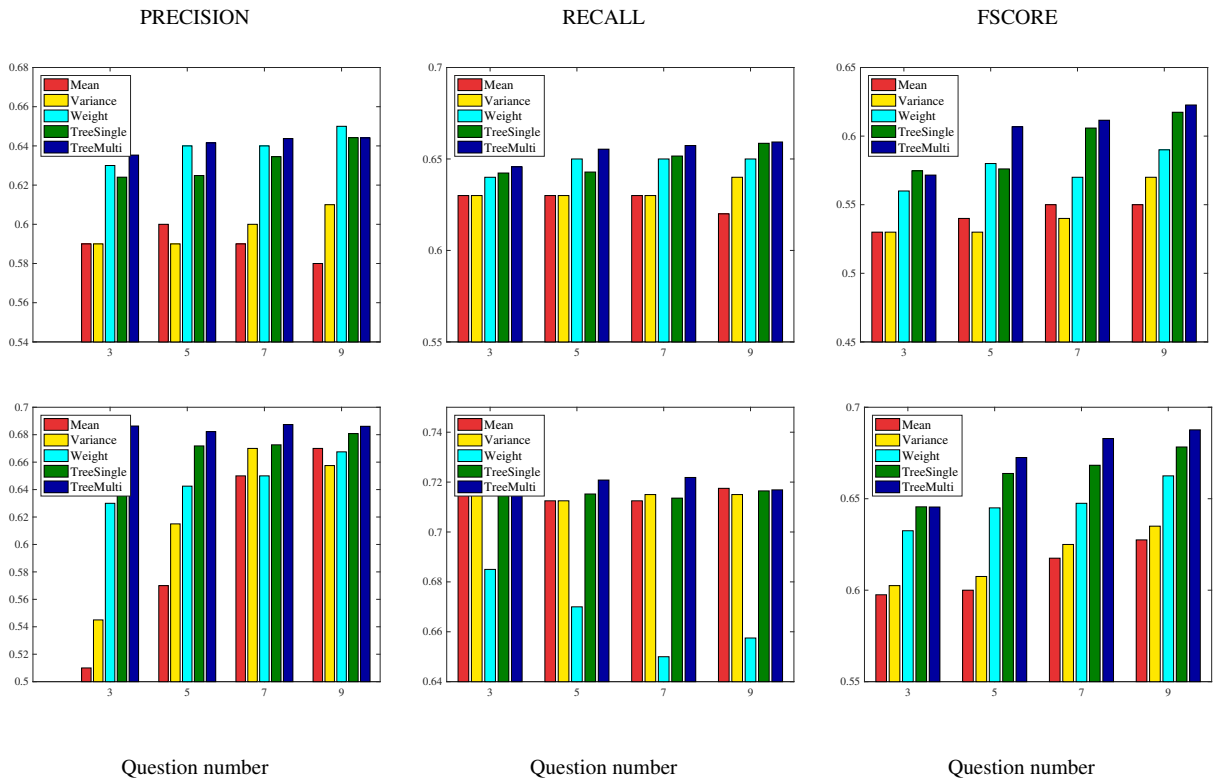 PRECISION
RECALL
FSCORE
0.68
0.66
0.64
0.62
0.6
0.58
0.56
0.54
3
5
7
9
Mean
Variance
Weight
TreeSingle
TreeMulti
0.7
0.65
0.6
0.55
3
5
7
9
Mean
Variance
Weight
TreeSingle
TreeMulti
0.65
0.6
0.55
0.5
0.45
3
5
7
9
Mean
Variance
Weight
TreeSingle
TreeMulti
0.7
0.68
0.66
0.64
0.62
0.6
0.58
0.56
0.54
0.52
0.5
3
5
7
9
Mean
Variance
Weight
TreeSingle
TreeMulti
0.74
0.72
0.7
0.68
0.66
0.64
3
5
7
9
Mean
Variance
Weight
TreeSingle
TreeMulti
0.7
0.65
0.6
0.55
3
5
7
9
Mean
Variance
Weight
TreeSingle
TreeMulti
Question number
Question number
Question number